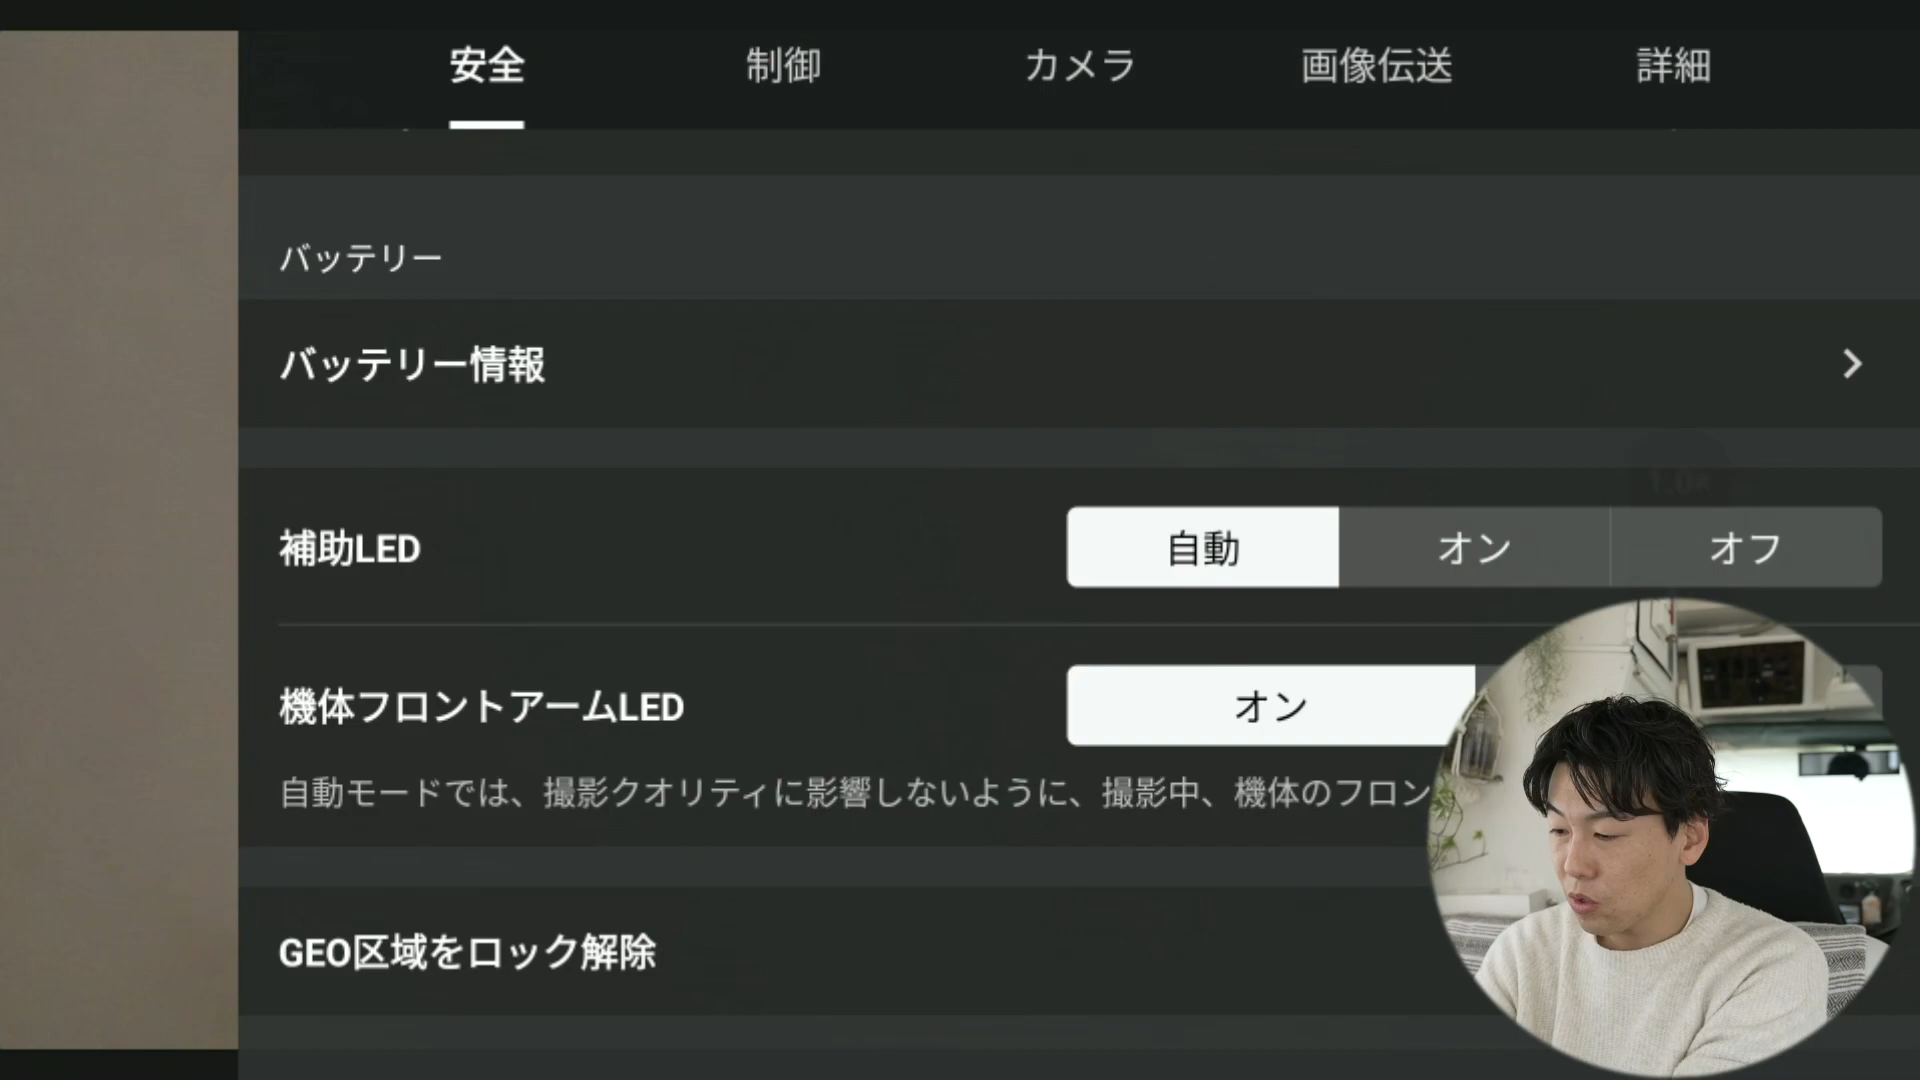 安全
制御
カメラ
画像伝送
詳細
バッテリー
バッテリー情報
補助LED
自動
オン
オフ
機体フロントアームLED
オン
自動モードでは、撮影クオリティに影響しないように、撮影中、機体のフロン
GEO区域をロック解除